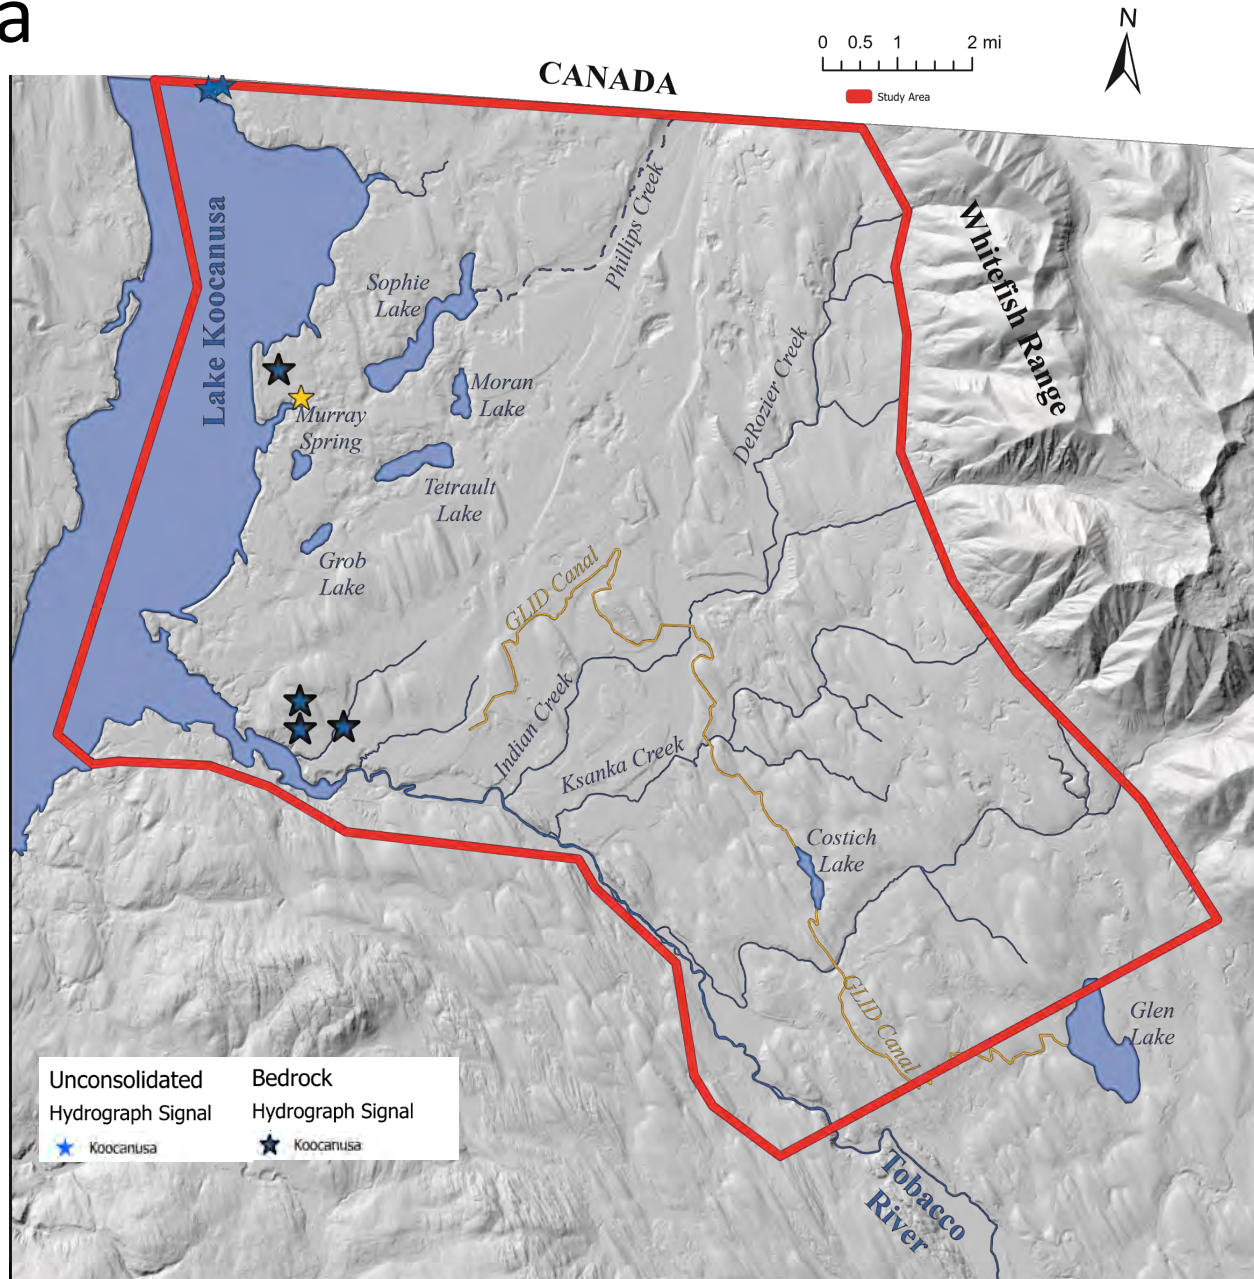 a
N
0 0.5 1 2 mi
Study Area
CANADA
Lake Koocanusa
Phillips Creek
Whitefish Range
Sophie
Lake
Moran
Lake
DeRozier Creek
Murray
Spring
Tetrault
Lake
Grob
Lake
GLID Canal
Indian Creek
Ksanka Creek
Costich
Lake
GLID Canal
Glen
Lake
Tobacco
River
Unconsolidated
Hydrograph Signal
Koocanusa
Bedrock
Hydrograph Signal
Koocanusa